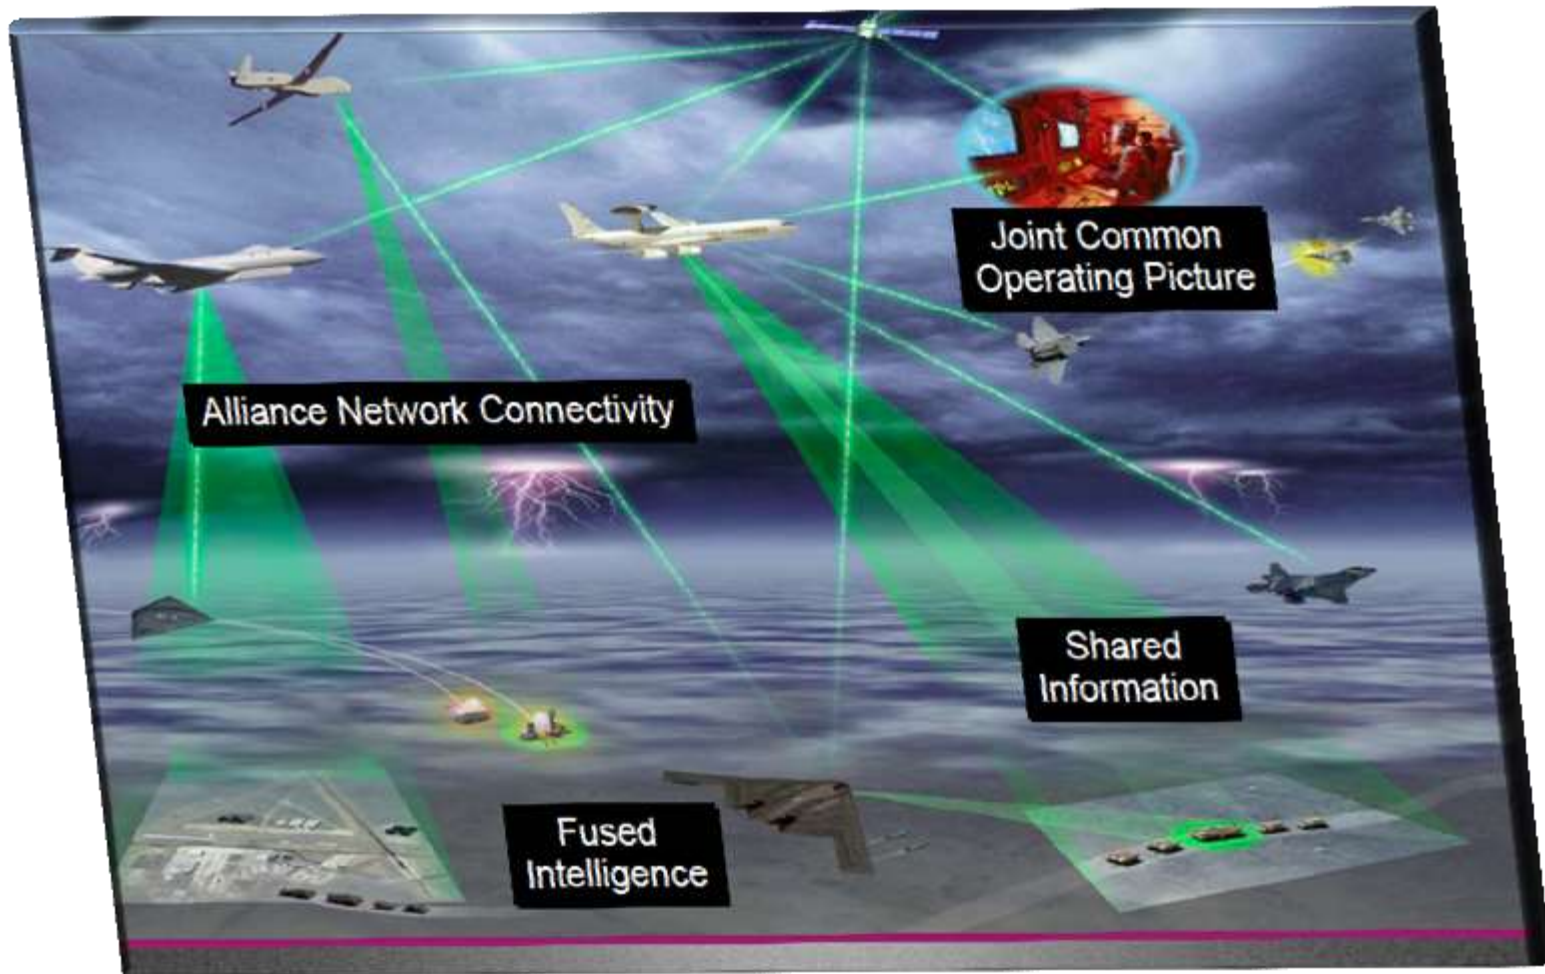 Joint Common
Operating Picture
Alliance Network Connectivity
Shared
Information
Fused
Intelligence